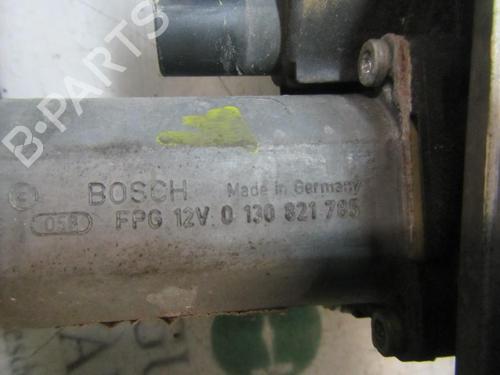 B-PARTS
BOSCH Made in Germany
058 FPG 12V 0 130 821 765